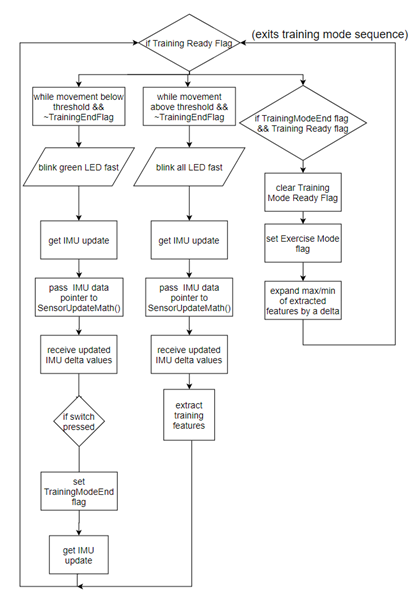 (exits training mode sequence)
if Training Ready Flag
while movement below
threshold &&
~TrainingEndFlag
blink green LED fast
get IMU update
pass IMU data
pointer to
SensorUpdateMath()
receive updated
IMU delta values
if switch
pressed
set
TrainingModeEnd
flag
get IMU
update
while movement
above threshold &&
~TrainingEndFlag
blink all LED fast
get IMU update
pass IMU data
pointer to
SensorUpdateMath()
receive updated
IMU delta values
extract
training
features
if TrainingModeEnd flag
&& Training Ready flag
clear Training
Mode Ready Flag
set Exercise Mode
flag
expand max/min
of extracted
features by a delta